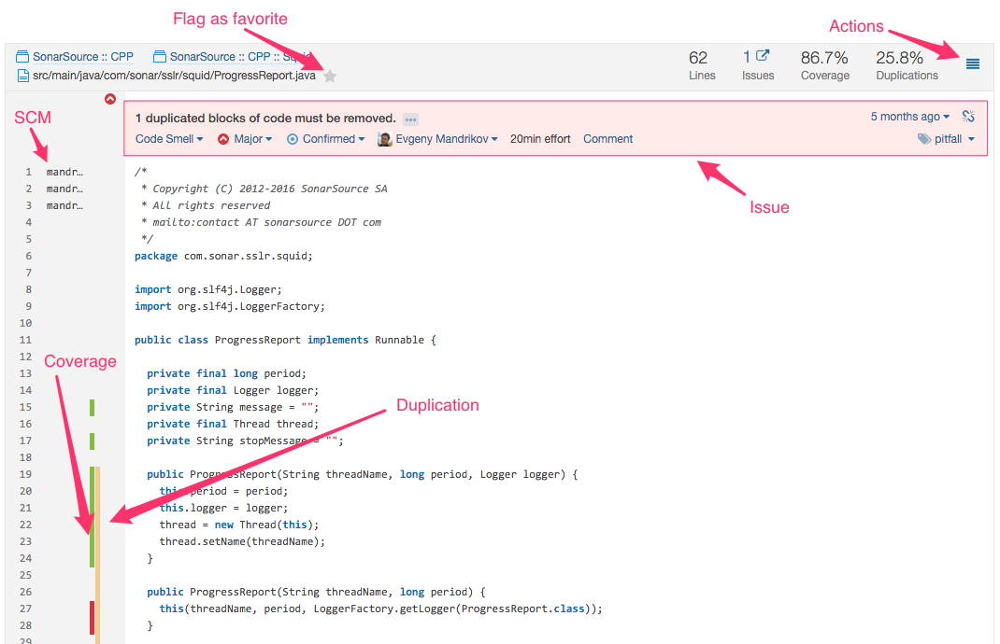 Flag as favorite
Actions
SonarSource :: CPP SonarSource :: CPP :: Squid
src/main/java/com/sonar/sslr/squid/ProgressReport.java
62 1 86.7% 25.8%
Lines Issues Coverage Duplications
SCM
1 duplicated blocks of code must be removed. 5 months ago
Code Smell Major Confirmed Evgeny Mandrikov 20min effort Comment pitfall
Issue
1 mandr… /*
2 mandr… * Copyright (C) 2012-2016 SonarSource SA
3 mandr… * All rights reserved
4 * mailto:contact AT sonarsource DOT com
5 */
6 package com.sonar.sslr.squid;
7
8 import org.slf4j.Logger;
9 import org.slf4j.LoggerFactory;
10
11 public class ProgressReport implements Runnable {
12
Coverage
13 private final long period;
14 private final Logger logger;
Duplication
15 private String message = "";
16 private final Thread thread;
17 private String stopMessage = "";
18
19 public ProgressReport(String threadName, long period, Logger logger) {
20 this.period = period;
21 this.logger = logger;
22 thread = new Thread(this);
23 thread.setName(threadName);
24 }
25
26 public ProgressReport(String threadName, long period) {
27 this(threadName, period, LoggerFactory.getLogger(ProgressReport.class));
28 }
29